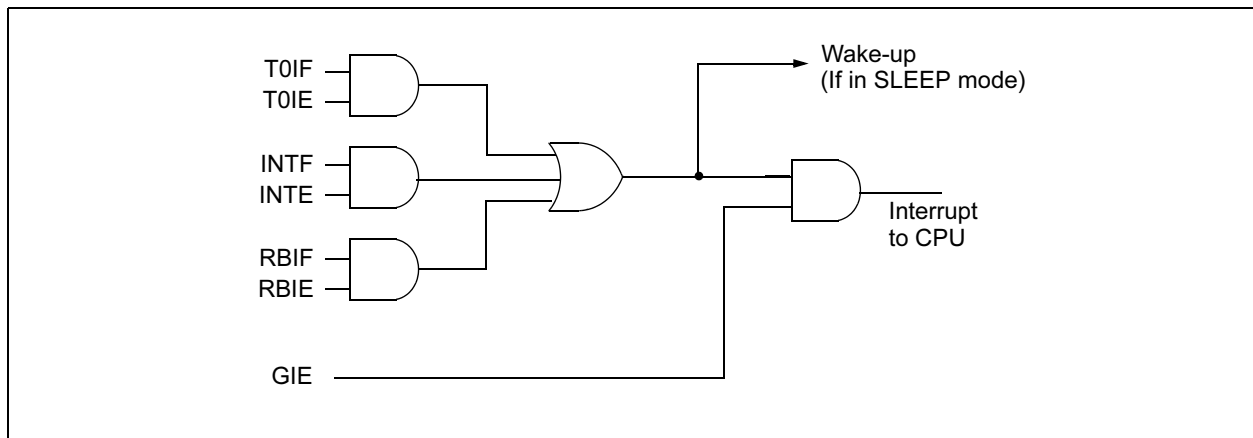 T0IF
T0IE
INTF
INTE
RBIF
RBIE
GIE
Wake-up
(If in SLEEP mode)
Interrupt
to CPU